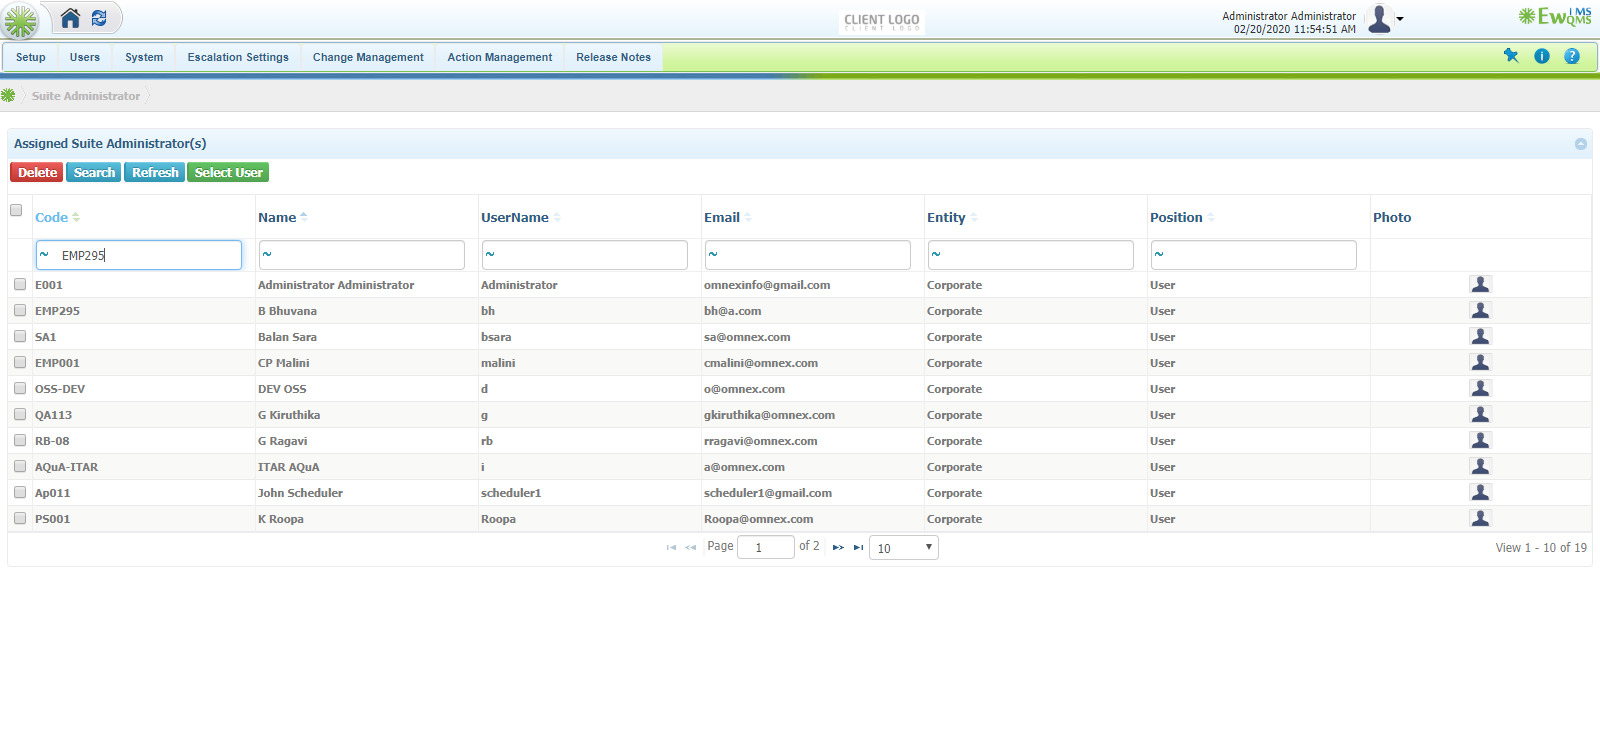 Administrator Administrator
02/20/2020 11:54:51 AM
CLIENT LOGO
CLIENT LOGO
EwIMS
QMS
Setup Users System Escalation Settings Change Management Action Management Release Notes
Suite Administrator
Assigned Suite Administrator(s)
Delete Search Refresh Select User
Code Name UserName Email Entity Position Photo
~ EMP295 ~ ~ ~ ~ ~
E001 Administrator Administrator Administrator omnexinfo@gmail.com Corporate User
EMP295 B Bhuvana bh bh@a.com Corporate User
SA1 Balan Sara bsara sa@omnex.com Corporate User
EMP001 CP Malini malini cmalini@omnex.com Corporate User
OSS-DEV DEV OSS d o@omnex.com Corporate User
QA113 G Kiruthika g gkiruthika@omnex.com Corporate User
RB-08 G Ragavi rb rragavi@omnex.com Corporate User
AQuA-ITAR ITAR AQuA i a@omnex.com Corporate User
Ap011 John Scheduler scheduler1 scheduler1@gmail.com Corporate User
PS001 K Roopa Roopa Roopa@omnex.com Corporate User
Page 1 of 2 10 View 1 - 10 of 19